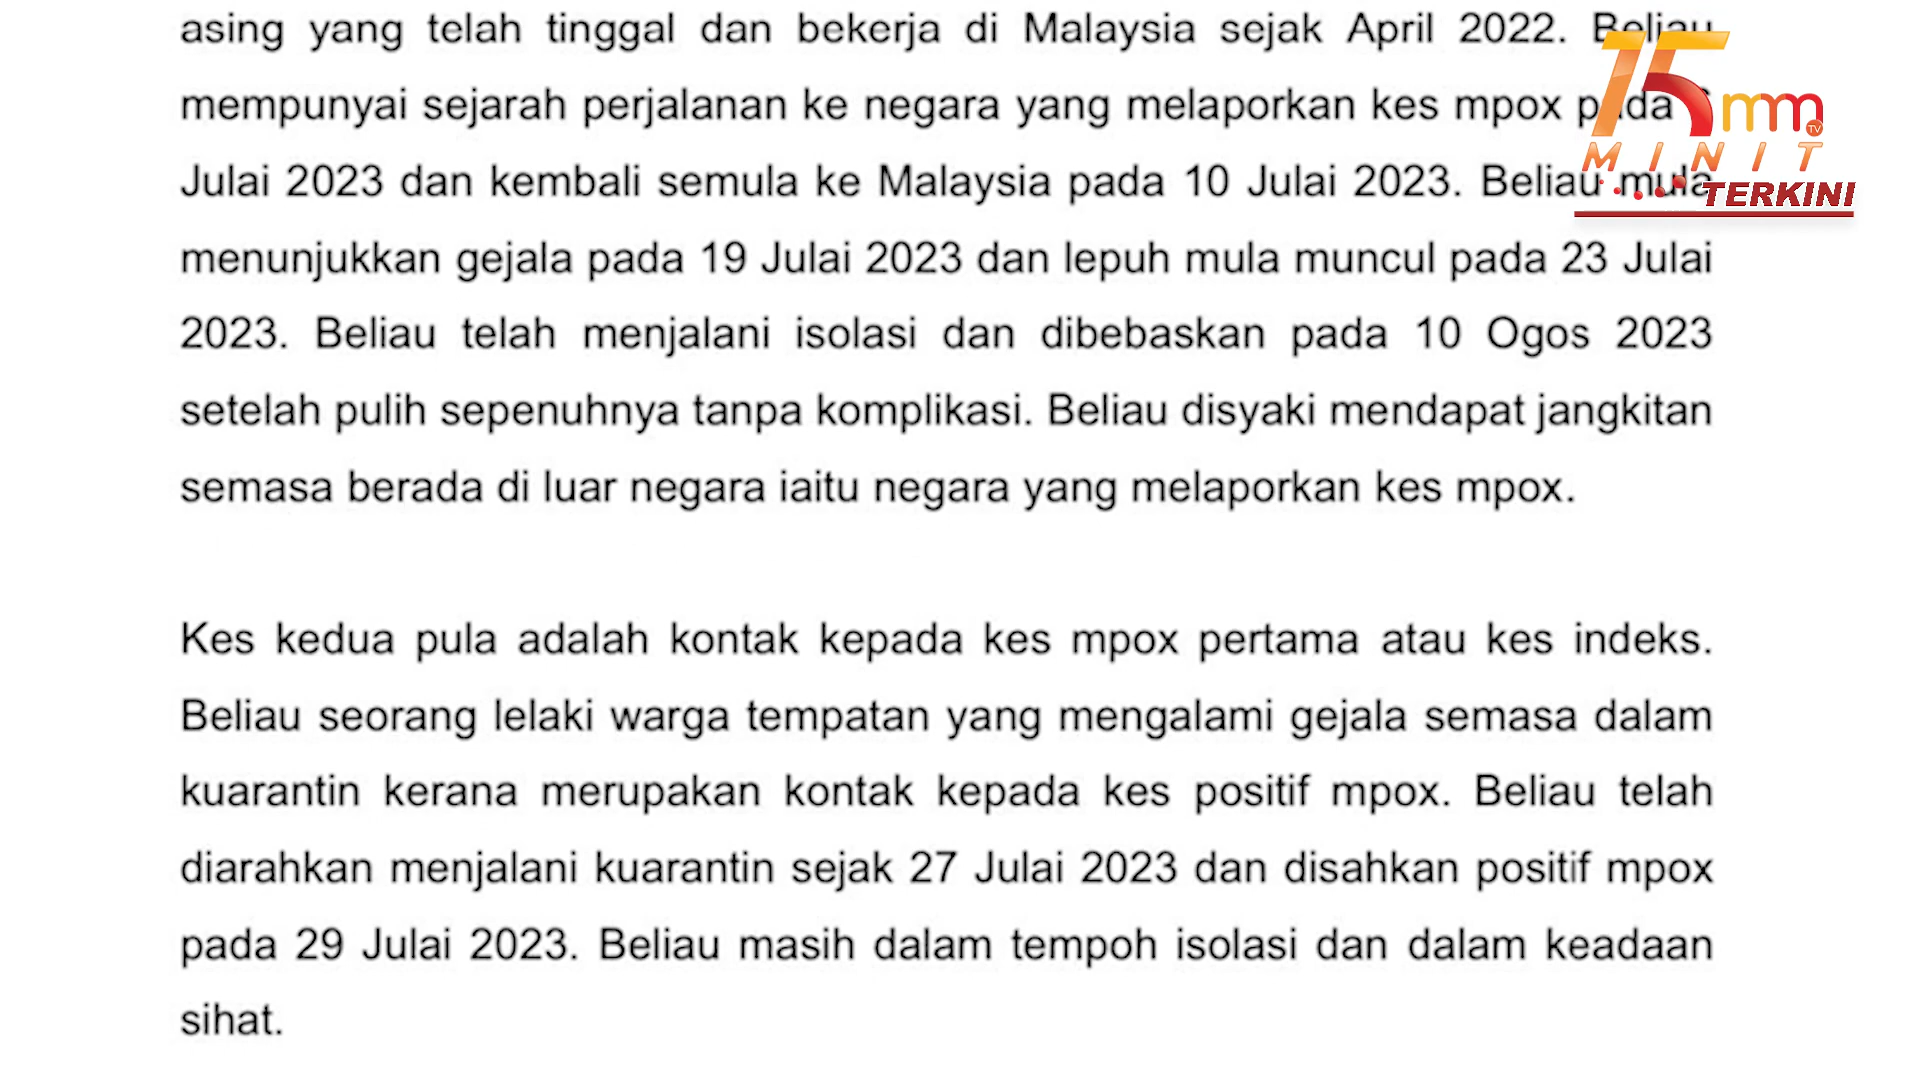 asing yang telah tinggal dan bekerja di Malaysia sejak April 2022. Beliau
mempunyai sejarah perjalanan ke negara yang melaporkan kes mpox pada
Julai 2023 dan kembali semula ke Malaysia pada 10 Julai 2023. Beliau mula
menunjukkan gejala pada 19 Julai 2023 dan lepuh mula muncul pada 23 Julai
2023. Beliau telah menjalani isolasi dan dibebaskan pada 10 Ogos 2023
setelah pulih sepenuhnya tanpa komplikasi. Beliau disyaki mendapat jangkitan
semasa berada di luar negara iaitu negara yang melaporkan kes mpox.
Kes kedua pula adalah kontak kepada kes mpox pertama atau kes indeks.
Beliau seorang lelaki warga tempatan yang mengalami gejala semasa dalam
kuarantin kerana merupakan kontak kepada kes positif mpox. Beliau telah
diarahkan menjalani kuarantin sejak 27 Julai 2023 dan disahkan positif mpox
pada 29 Julai 2023. Beliau masih dalam tempoh isolasi dan dalam keadaan
sihat.
15 mm TV
MINIT
TERKINI